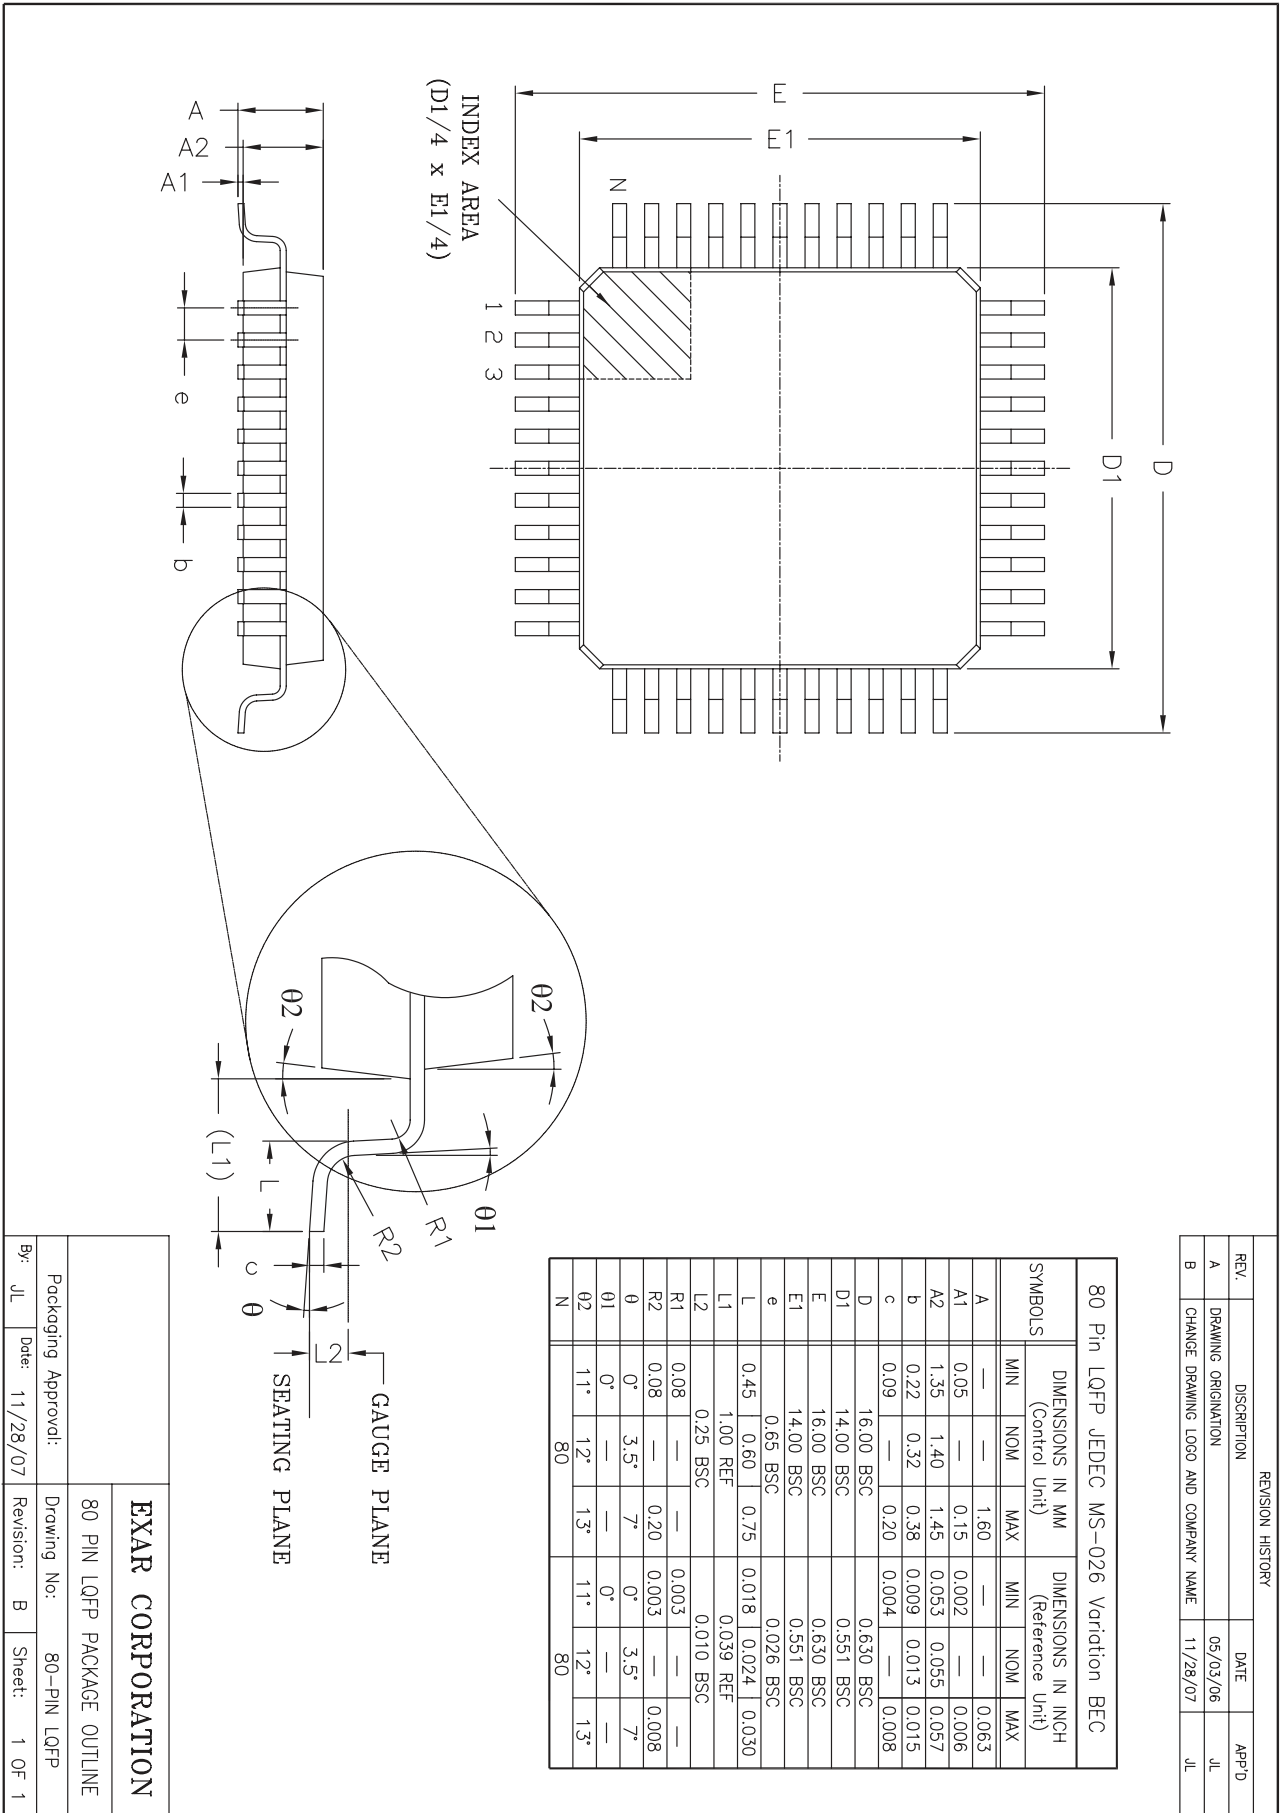 REVISION HISTORY
REV. DISCRIPTION DATE APP'D
A DRAWING ORIGINATION 05/03/06 JL
B CHANGE DRAWING LOGO AND COMPANY NAME 11/28/07 JL
D
D1
E
E1
N
1 2 3
INDEX AREA
(D1/4 x E1/4)
A
A2
A1
e
b
θ2
θ2
(L1)
L
θ1
R1
R2
c
θ
L2
GAUGE PLANE
SEATING PLANE
80 Pin LQFP JEDEC MS-026 Variation BEC
SYMBOLS DIMENSIONS IN MM DIMENSIONS IN INCH
(Control Unit) (Reference Unit)
MIN NOM MAX MIN NOM MAX
A — — 1.60 — — 0.063
A1 0.05 — 0.15 0.002 — 0.006
A2 1.35 1.40 1.45 0.053 0.055 0.057
b 0.22 0.32 0.38 0.009 0.013 0.015
c 0.09 — 0.20 0.004 — 0.008
D 16.00 BSC 0.630 BSC
D1 14.00 BSC 0.551 BSC
E 16.00 BSC 0.630 BSC
E1 14.00 BSC 0.551 BSC
e 0.65 BSC 0.026 BSC
L 0.45 0.60 0.75 0.018 0.024 0.030
L1 1.00 REF 0.039 REF
L2 0.25 BSC 0.010 BSC
R1 0.08 — — 0.003 — —
R2 0.08 — 0.20 0.003 — 0.008
θ 0° 3.5° 7° 0° 3.5° 7°
θ1 0° — — 0° — —
θ2 11° 12° 13° 11° 12° 13°
N 80 80
EXAR CORPORATION
80 PIN LQFP PACKAGE OUTLINE
Packaging Approval: Drawing No: 80-PIN LQFP
By: JL Date: 11/28/07 Revision: B Sheet: 1 OF 1